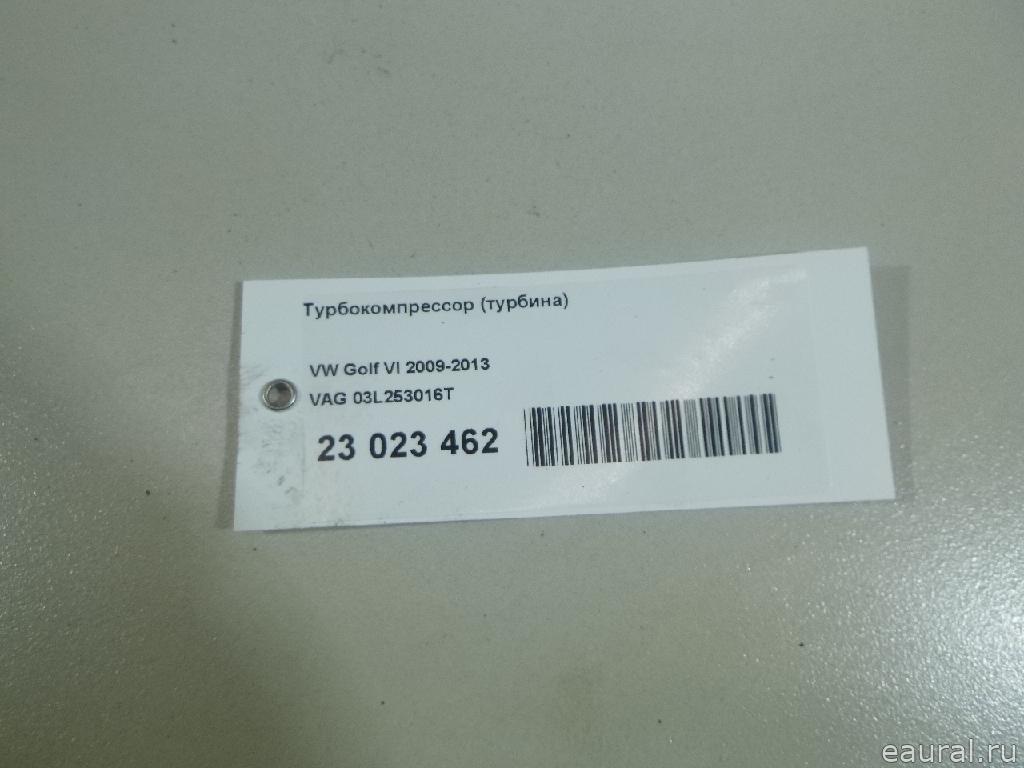 Турбокомпрессор (турбина)
VW Golf VI 2009-2013
VAG 03L253016T
23 023 462
eaural.ru